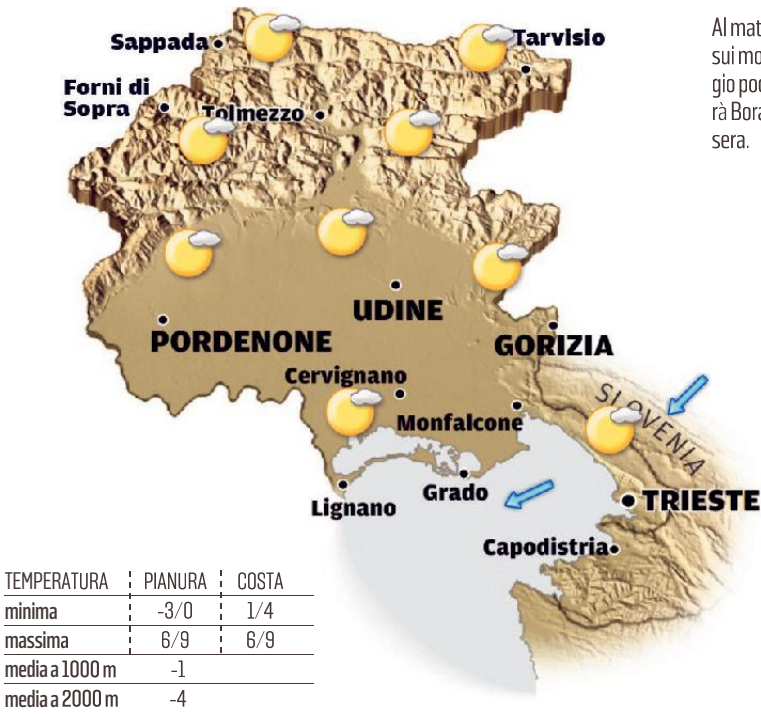 Sappada
Tarvisio
Forni di
Sopra
Tolmezzo
UDINE
PORDENONE
GORIZIA
Cervignano
SLOVENIA
Monfalcone
Lignano
Grado
TRIESTE
Capodistria
Al mat
sui mo
gio poc
rà Bora
sera.
TEMPERATURA PIANURA COSTA
minima -3/0 1/4
massima 6/9 6/9
media a 1000 m -1
media a 2000 m -4